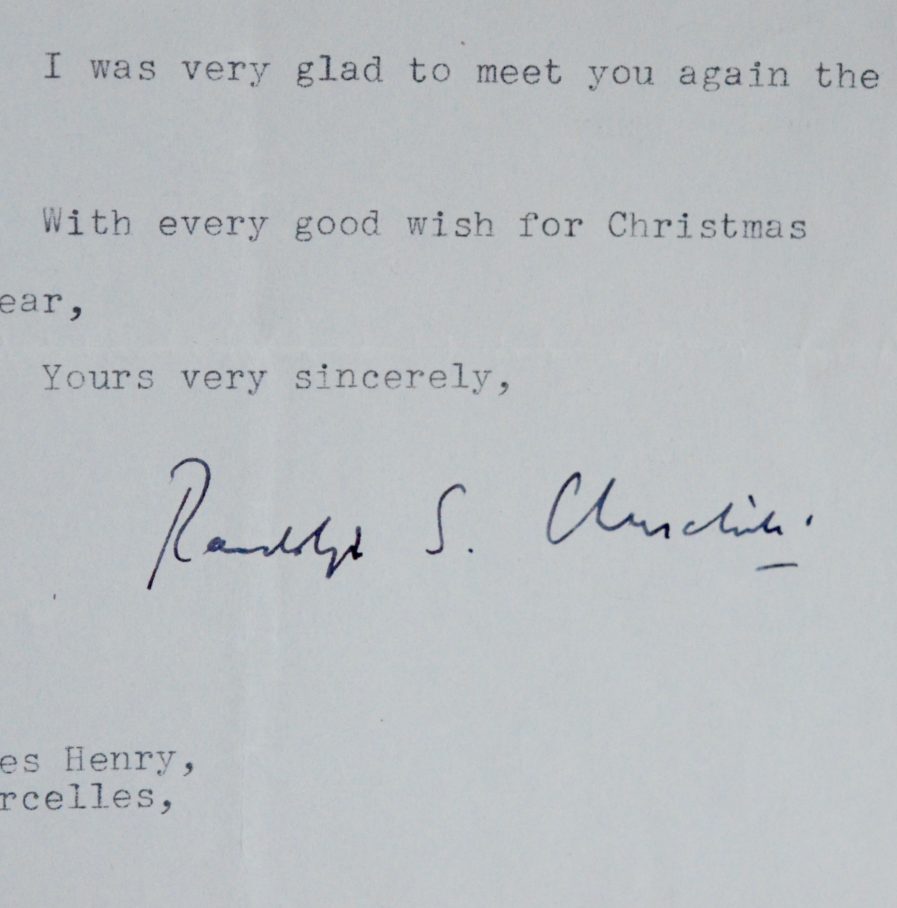 I was very glad to meet you again the
With every good wish for Christmas
ear,
Yours very sincerely,
Randolph S. Churchill
es Henry,
rcelles,